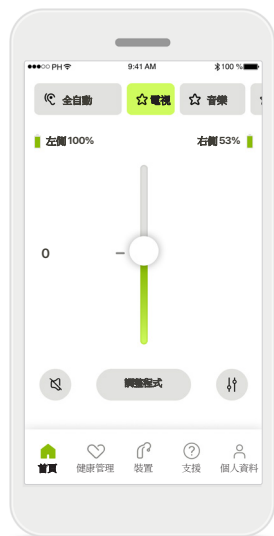 PH 9:41 AM 100 %
全自動 電視 音樂
左側 100% 右側 53%
0
調整程式
首頁 健康管理 裝置 支援 個人資料